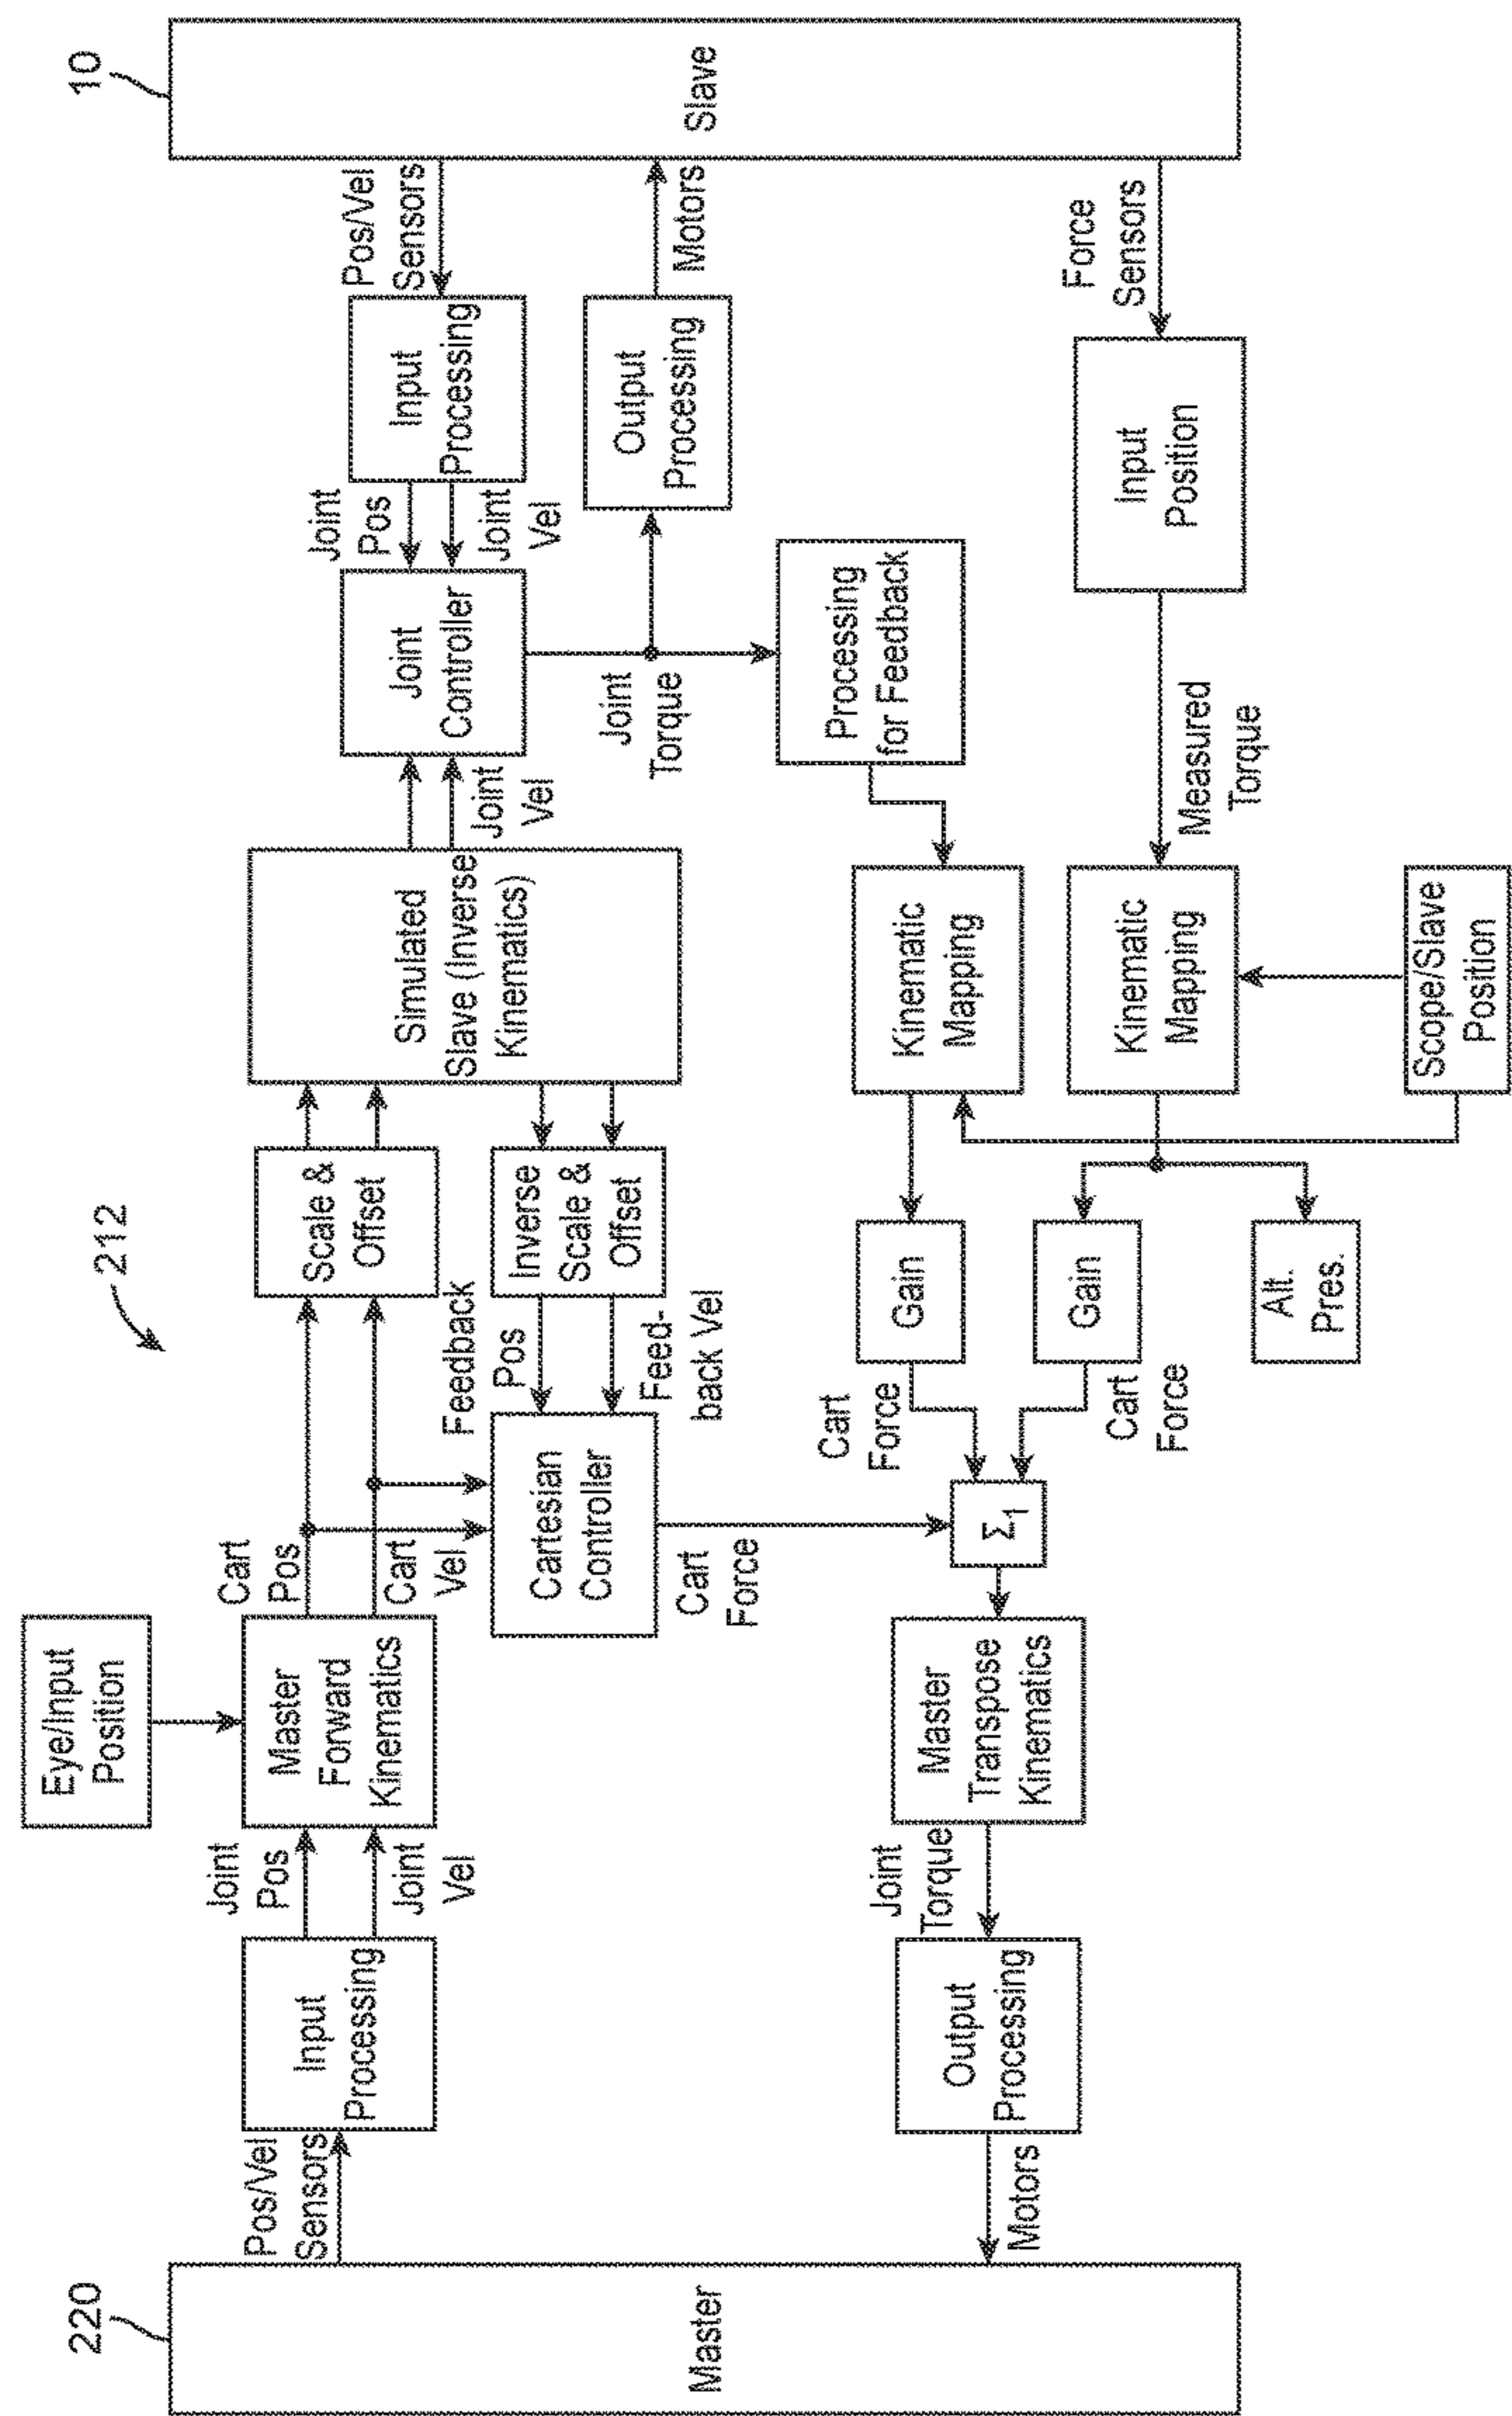 212
220
Master
Pos/Vel
Sensors
Input
Processing
Joint
Pos
Joint
Vel
Eye/Input
Position
Master
Forward
Kinematics
Cart
Pos
Cart
Vel
Scale &
Offset
Simulated
Slave (Inverse
Kinematics)
Joint
Vel
Joint
Controller
Joint
Pos
Joint
Vel
Input
Processing
Pos/Vel
Sensors
10
Slave
Feedback
Pos
Feed-
back Vel
Inverse
Scale &
Offset
Cartesian
Controller
Cart
Force
Joint
Torque
Output
Processing
Motors
Processing
for Feedback
Kinematic
Mapping
Gain
Cart
Force
Force
Sensors
Input
Position
Measured
Torque
Kinematic
Mapping
Scope/Slave
Position
Gain
Cart
Force
Alt.
Pres.
Σ1
Master
Transpose
Kinematics
Joint
Torque
Output
Processing
Motors